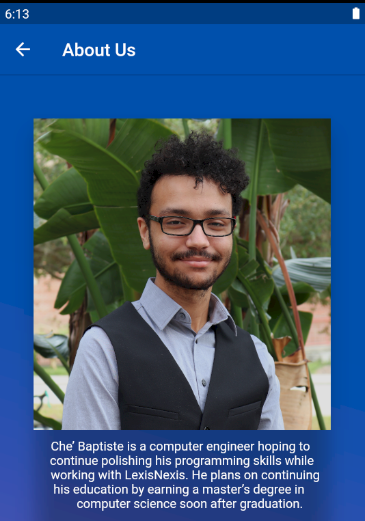 6:13
About Us
Che’ Baptiste is a computer engineer hoping to
continue polishing his programming skills while
working with LexisNexis. He plans on continuing
his education by earning a master’s degree in
computer science soon after graduation.